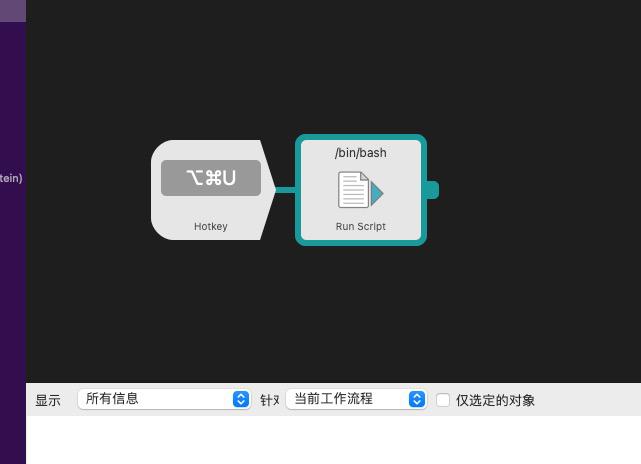 /bin/bash
⌥⌘U
tein)
Hotkey
Run Script
显示
所有信息
针对
当前工作流程
仅选定的对象